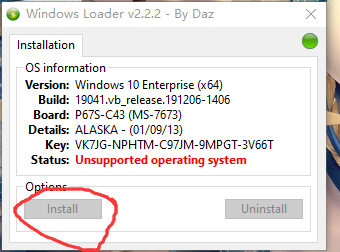 Windows Loader v2.2.2 - By Daz
Installation
OS information
Version: Windows 10 Enterprise (x64)
Build: 19041.vb_release.191206-1406
Board: P67S-C43 (MS-7673)
Details: ALASKA - (01/09/13)
Key: VK7JG-NPHTM-C97JM-9MPGT-3V66T
Status: Unsupported operating system
Options
Install Uninstall